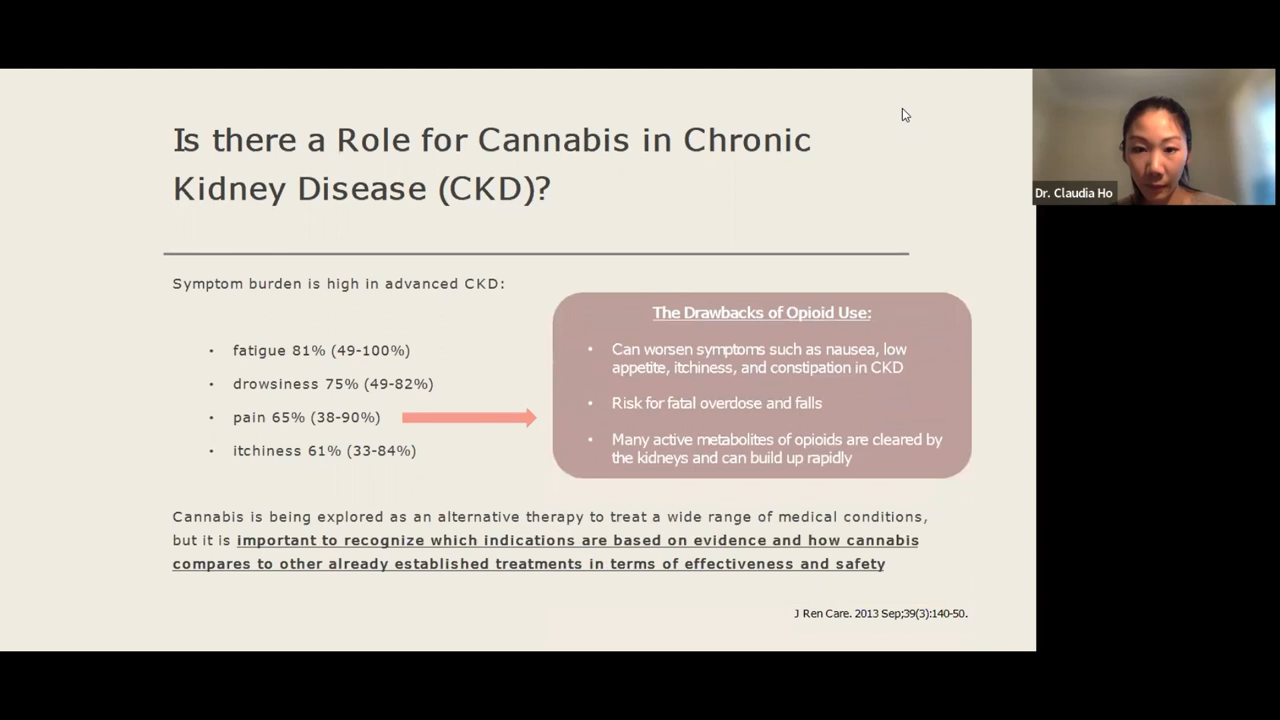 Is there a Role for Cannabis in Chronic
Kidney Disease (CKD)?
Dr. Claudia Ho
Symptom burden is high in advanced CKD:
• fatigue 81% (49-100%)
• drowsiness 75% (49-82%)
• pain 65% (38-90%)
• itchiness 61% (33-84%)
The Drawbacks of Opioid Use:
• Can worsen symptoms such as nausea, low
appetite, itchiness, and constipation in CKD
• Risk for fatal overdose and falls
• Many active metabolites of opioids are cleared by
the kidneys and can build up rapidly
Cannabis is being explored as an alternative therapy to treat a wide range of medical conditions,
but it is important to recognize which indications are based on evidence and how cannabis
compares to other already established treatments in terms of effectiveness and safety
J Ren Care. 2013 Sep;39(3):140-50.